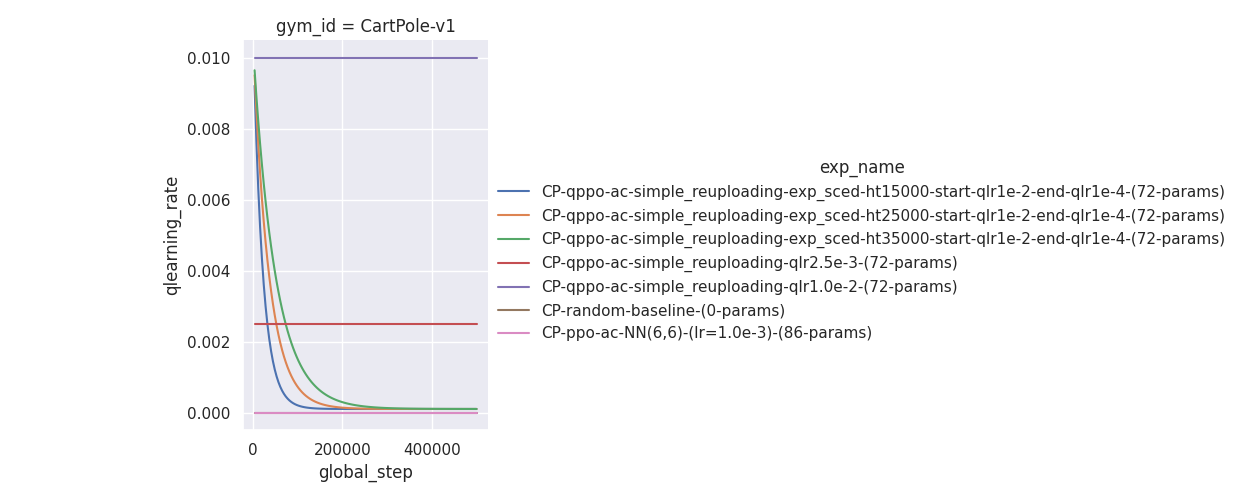 gym_id = CartPole-v1
0.010
0.008
0.006
0.004
0.002
0.000
qlearning_rate
0
200000
400000
global_step
exp_name
CP-qppo-ac-simple_reuploading-exp_sced-ht15000-start-qlr1e-2-end-qlr1e-4-(72-params)
CP-qppo-ac-simple_reuploading-exp_sced-ht25000-start-qlr1e-2-end-qlr1e-4-(72-params)
CP-qppo-ac-simple_reuploading-exp_sced-ht35000-start-qlr1e-2-end-qlr1e-4-(72-params)
CP-qppo-ac-simple_reuploading-qlr2.5e-3-(72-params)
CP-qppo-ac-simple_reuploading-qlr1.0e-2-(72-params)
CP-random-baseline-(0-params)
CP-ppo-ac-NN(6,6)-(lr=1.0e-3)-(86-params)